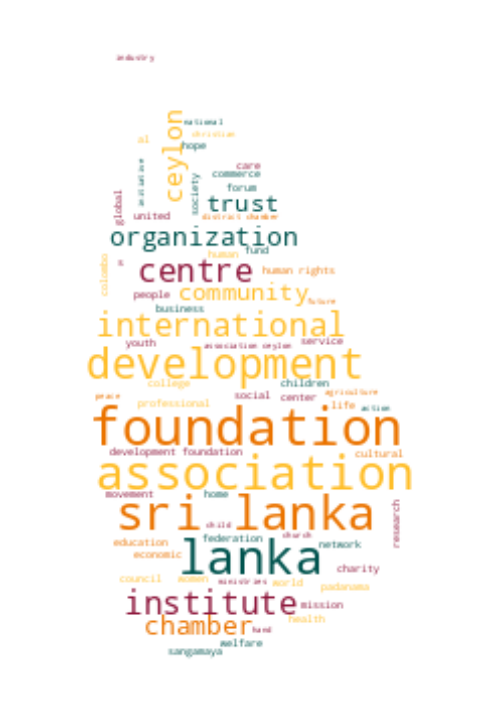 industry
national
christian
al
ceylon
hope
initiative
care
commerce
society
forum
global
trust
united
district chamber
organization
fund
human
colombo
s
centre
human rights
people
community
future
business
international
youth
association ceylon
service
development
college
children
peace
social
center
agriculture
professional
life
action
foundation
development foundation
cultural
association
movement
home
research
sri lanka
child
church
education
federation
network
economic
lanka
charity
council
women
ministries
world
padanama
institute
mission
chamber
hand
health
welfare
sangamaya